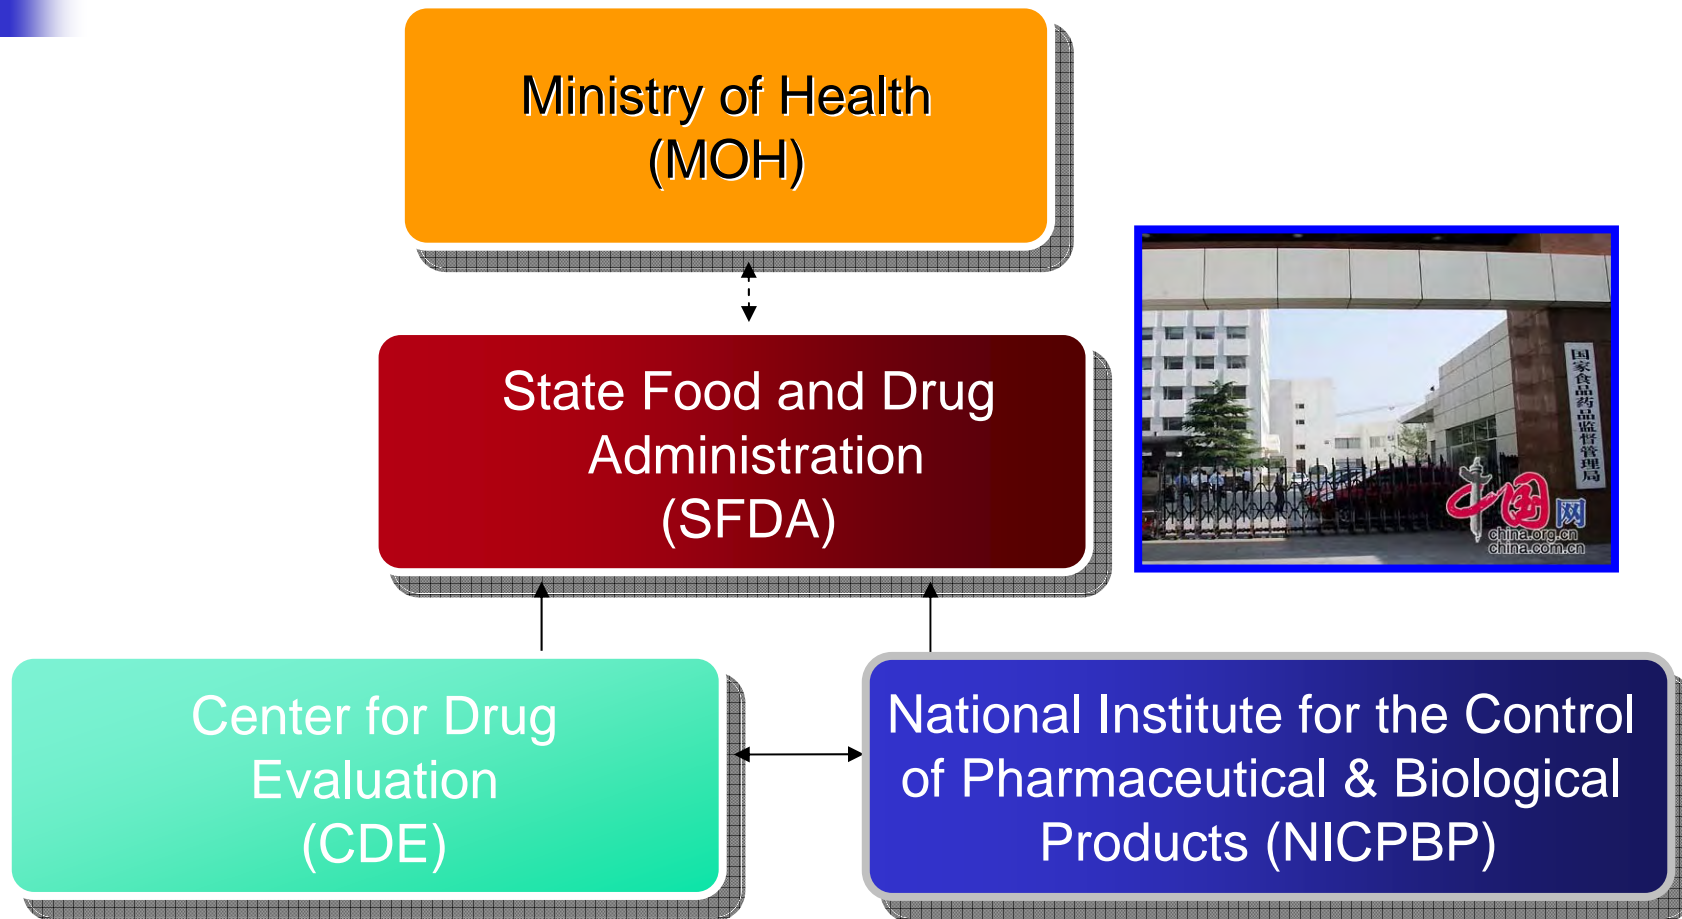 Ministry of Health
(MOH)
State Food and Drug
Administration
(SFDA)
国家食品药品监督管理局
中国网
china.org.cn
china.com.cn
Center for Drug
Evaluation
(CDE)
National Institute for the Control
of Pharmaceutical & Biological
Products (NICPBP)